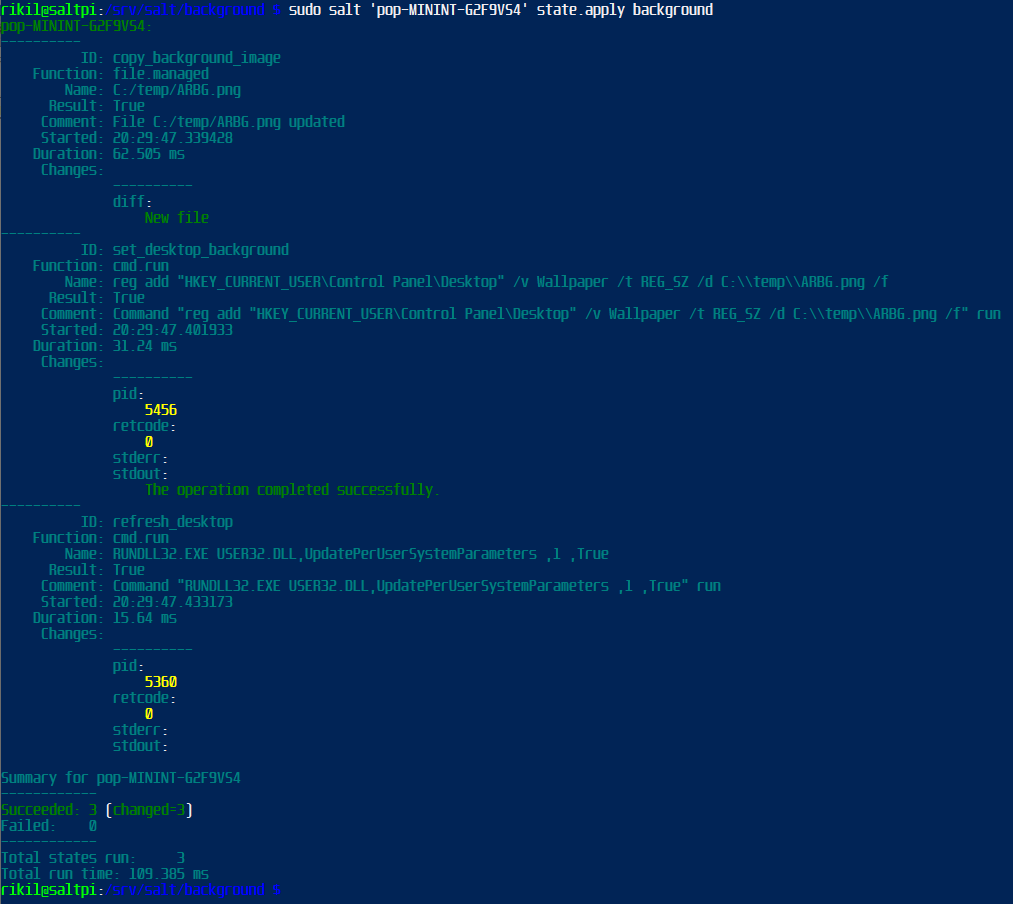 rikil@saltpi:/srv/salt/background $ sudo salt 'pop-MININT-G2F9VS4' state.apply background
pop-MININT-G2F9VS4:
----------
          ID: copy_background_image
    Function: file.managed
        Name: C:/temp/ARBG.png
      Result: True
     Comment: File C:/temp/ARBG.png updated
     Started: 20:29:47.339428
    Duration: 62.505 ms
     Changes:
              ----------
              diff:
                  New file
----------
          ID: set_desktop_background
    Function: cmd.run
        Name: reg add "HKEY_CURRENT_USER\Control Panel\Desktop" /v Wallpaper /t REG_SZ /d C:\\temp\\ARBG.png /f
      Result: True
     Comment: Command "reg add "HKEY_CURRENT_USER\Control Panel\Desktop" /v Wallpaper /t REG_SZ /d C:\\temp\\ARBG.png /f" run
     Started: 20:29:47.401933
    Duration: 31.24 ms
     Changes:
              ----------
              pid:
                  5456
              retcode:
                  0
              stderr:
              stdout:
                  The operation completed successfully.
----------
          ID: refresh_desktop
    Function: cmd.run
        Name: RUNDLL32.EXE USER32.DLL,UpdatePerUserSystemParameters ,1 ,True
      Result: True
     Comment: Command "RUNDLL32.EXE USER32.DLL,UpdatePerUserSystemParameters ,1 ,True" run
     Started: 20:29:47.433173
    Duration: 15.64 ms
     Changes:
              ----------
              pid:
                  5360
              retcode:
                  0
              stderr:
              stdout:

Summary for pop-MININT-G2F9VS4
------------
Succeeded: 3 (changed=3)
Failed:    0
------------
Total states run:     3
Total run time: 109.385 ms
rikil@saltpi:/srv/salt/background $